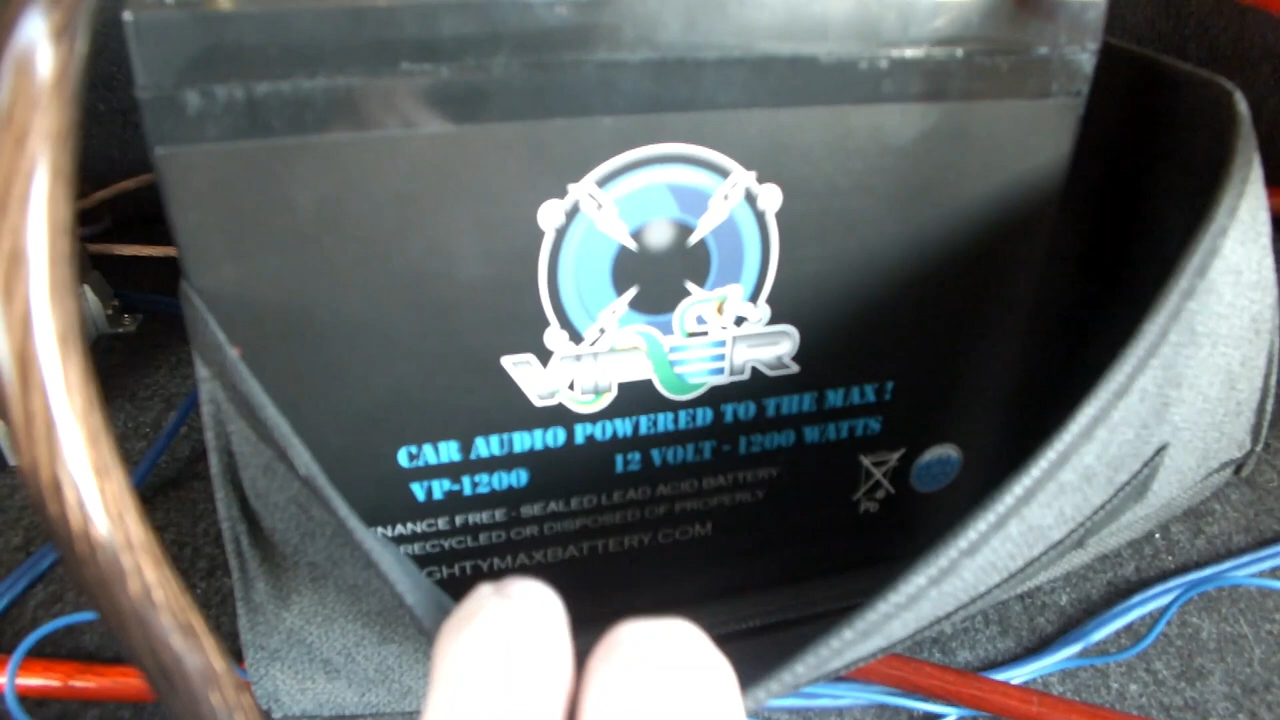 VIPER
CAR AUDIO POWERED TO THE MAX !
VP-1200 12 VOLT - 1200 WATTS
NANCE FREE - SEALED LEAD ACID BATTERY
RECYCLED OR DISPOSED OF PROPERLY
GHTYMAXBATTERY.COM
Pb